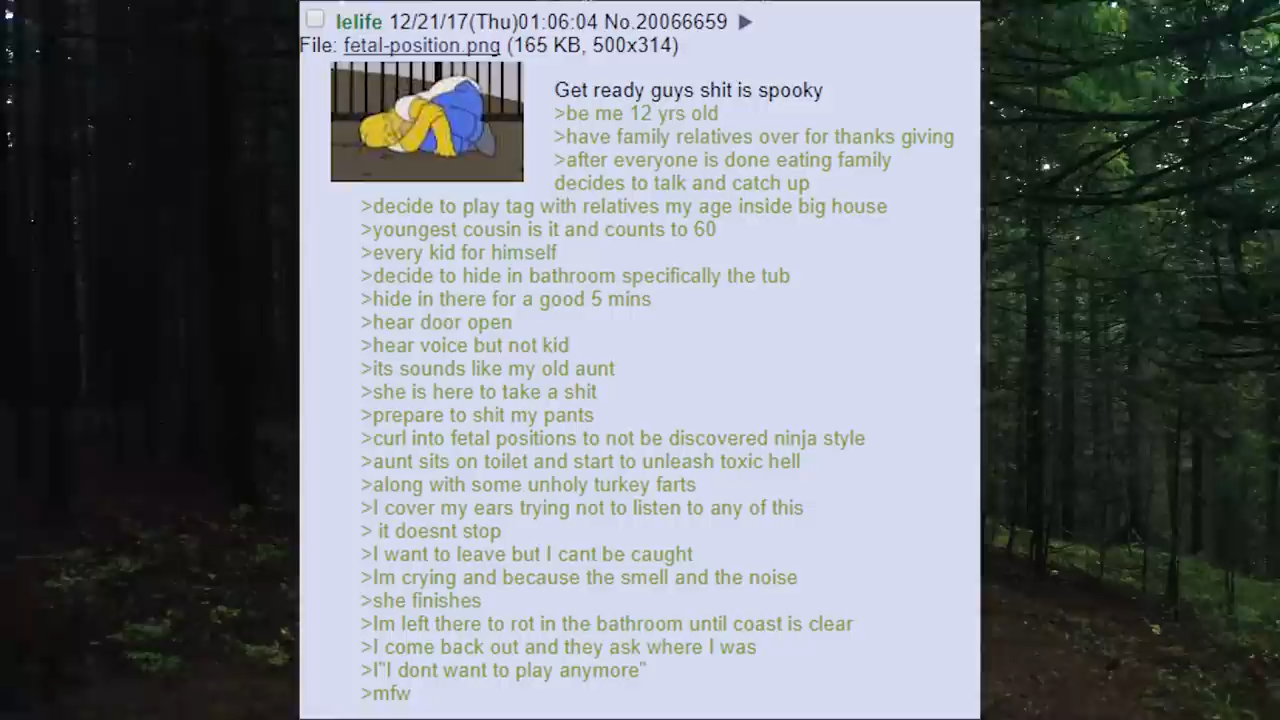 lelife 12/21/17(Thu)01:06:04 No.20066659 ▶
File: fetal-position.png (165 KB, 500x314)
Get ready guys shit is spooky
>be me 12 yrs old
>have family relatives over for thanks giving
>after everyone is done eating family
decides to talk and catch up
>decide to play tag with relatives my age inside big house
>youngest cousin is it and counts to 60
>every kid for himself
>decide to hide in bathroom specifically the tub
>hide in there for a good 5 mins
>hear door open
>hear voice but not kid
>its sounds like my old aunt
>she is here to take a shit
>prepare to shit my pants
>curl into fetal positions to not be discovered ninja style
>aunt sits on toilet and start to unleash toxic hell
>along with some unholy turkey farts
>I cover my ears trying not to listen to any of this
> it doesnt stop
>I want to leave but I cant be caught
>Im crying and because the smell and the noise
>she finishes
>Im left there to rot in the bathroom until coast is clear
>I come back out and they ask where I was
>I"I dont want to play anymore"
>mfw